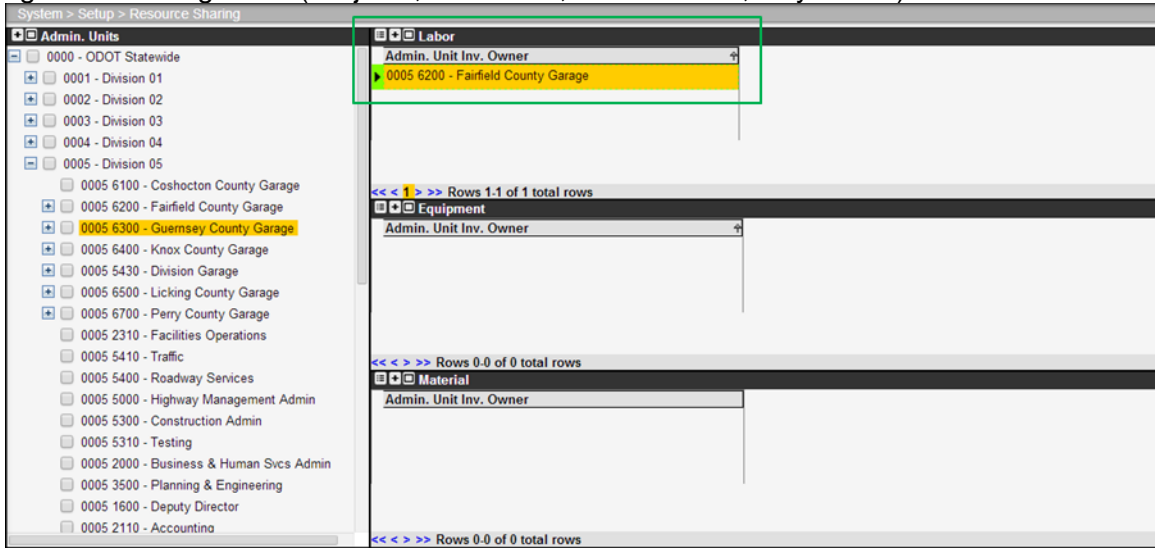 System > Setup > Resource Sharing
Admin. Units
0000 - ODOT Statewide
0001 - Division 01
0002 - Division 02
0003 - Division 03
0004 - Division 04
0005 - Division 05
0005 6100 - Coshocton County Garage
0005 6200 - Fairfield County Garage
0005 6300 - Guernsey County Garage
0005 6400 - Knox County Garage
0005 5430 - Division Garage
0005 6500 - Licking County Garage
0005 6700 - Perry County Garage
0005 2310 - Facilities Operations
0005 5410 - Traffic
0005 5400 - Roadway Services
0005 5000 - Highway Management Admin
0005 5300 - Construction Admin
0005 5310 - Testing
0005 2000 - Business & Human Svcs Admin
0005 3500 - Planning & Engineering
0005 1600 - Deputy Director
0005 2110 - Accounting
Labor
Admin. Unit Inv. Owner
0005 6200 - Fairfield County Garage
<< < 1 > >> Rows 1-1 of 1 total rows
Equipment
Admin. Unit Inv. Owner
<< < > >> Rows 0-0 of 0 total rows
Material
Admin. Unit Inv. Owner
<< < > >> Rows 0-0 of 0 total rows